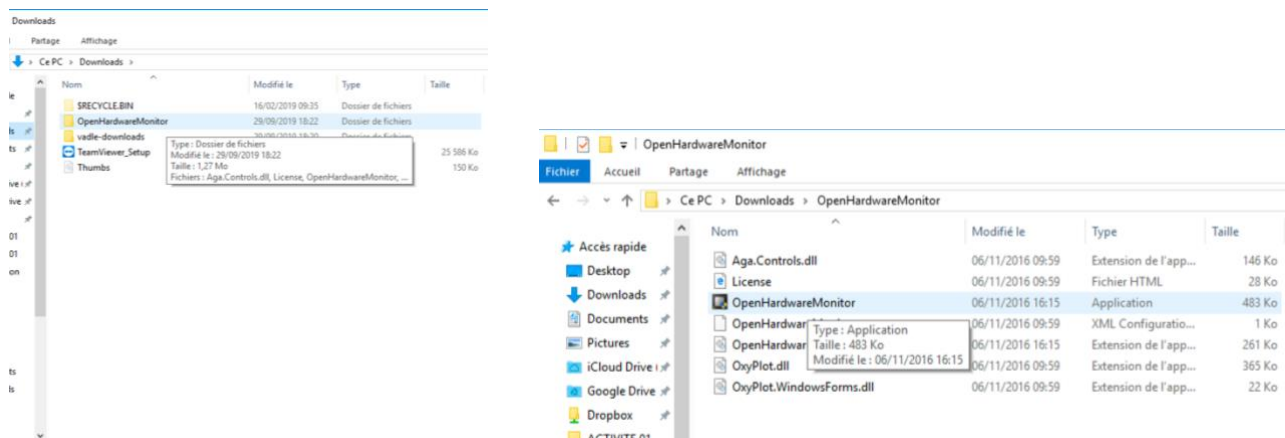 Downloads
Partage Affichage
Ce PC > Downloads >
Nom Modifié le Type Taille
$RECYCLE.BIN 16/02/2019 09:35 Dossier de fichiers
OpenHardwareMonitor 29/09/2019 18:22 Dossier de fichiers
vadle-downloads
TeamViewer_Setup 25 586 Ko
Thumbs 150 Ko
Type : Dossier de fichiers
Modifié le : 29/09/2019 18:22
Taille : 1,27 Mo
Fichiers : Aga.Controls.dll, License, OpenHardwareMonitor, ...
01
01
on
ts
ls
OpenHardwareMonitor
Fichier Accueil Partage Affichage
Ce PC > Downloads > OpenHardwareMonitor
Nom Modifié le Type Taille
Accès rapide
Desktop
Downloads
Documents
Pictures
iCloud Drive
Google Drive
Dropbox
ACTIVITE 01
Aga.Controls.dll 06/11/2016 09:59 Extension de l'app... 146 Ko
License 06/11/2016 09:59 Fichier HTML 28 Ko
OpenHardwareMonitor 06/11/2016 16:15 Application 483 Ko
OpenHardwar 06/11/2016 09:59 XML Configuratio... 1 Ko
OpenHardwar 06/11/2016 16:15 Extension de l'app... 261 Ko
OxyPlot.dll 06/11/2016 09:59 Extension de l'app... 365 Ko
OxyPlot.WindowsForms.dll 06/11/2016 09:59 Extension de l'app... 22 Ko
Type : Application
Taille : 483 Ko
Modifié le : 06/11/2016 16:15